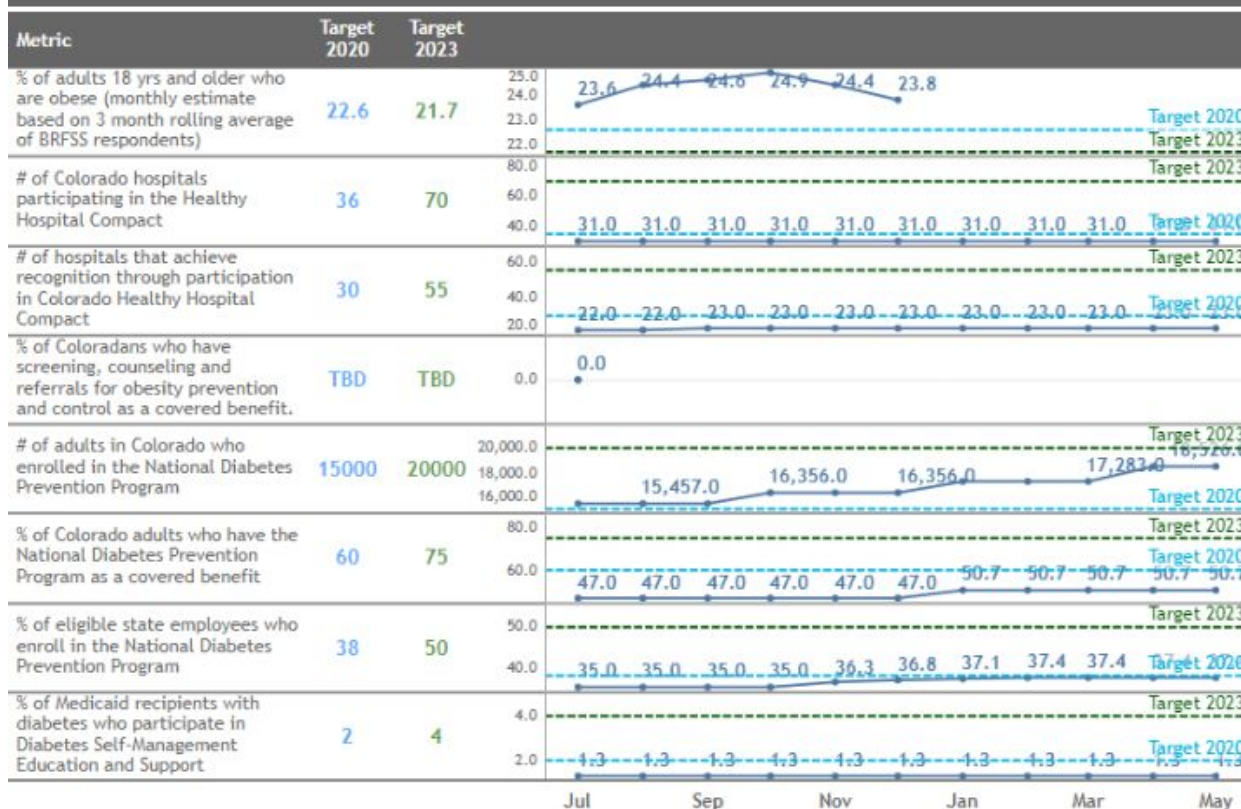 Metric
Target
2020
Target
2023
% of adults 18 yrs and older who
are obese (monthly estimate
based on 3 month rolling average
of BRFSS respondents)
22.6
21.7
25.0
24.0
23.0
22.0
23.6 24.4 24.6 24.9 24.4 23.8
Target 2020
Target 2023
# of Colorado hospitals
participating in the Healthy
Hospital Compact
36
70
80.0
60.0
40.0
Target 2023
31.0 31.0 31.0 31.0 31.0 31.0 31.0 31.0 31.0
Target 2020
# of hospitals that achieve
recognition through participation
in Colorado Healthy Hospital
Compact
30
55
60.0
40.0
20.0
Target 2023
Target 2020
22.0 22.0 23.0 23.0 23.0 23.0 23.0 23.0 23.0
% of Coloradans who have
screening, counseling and
referrals for obesity prevention
and control as a covered benefit.
TBD
TBD
0.0
0.0
# of adults in Colorado who
enrolled in the National Diabetes
Prevention Program
15000
20000
20,000.0
18,000.0
16,000.0
Target 2023
15,457.0 16,356.0 16,356.0 17,283.0
Target 2020
% of Colorado adults who have the
National Diabetes Prevention
Program as a covered benefit
60
75
80.0
60.0
Target 2023
Target 2020
47.0 47.0 47.0 47.0 47.0 47.0 50.7 50.7 50.7 50.7 50.7
% of eligible state employees who
enroll in the National Diabetes
Prevention Program
38
50
50.0
40.0
Target 2023
35.0 35.0 35.0 35.0 36.3 36.8 37.1 37.4 37.4
Target 2020
% of Medicaid recipients with
diabetes who participate in
Diabetes Self-Management
Education and Support
2
4
4.0
2.0
Target 2023
Target 2020
1.3 1.3 1.3 1.3 1.3 1.3 1.3 1.3 1.3 1.3 1.3
Jul Sep Nov Jan Mar May